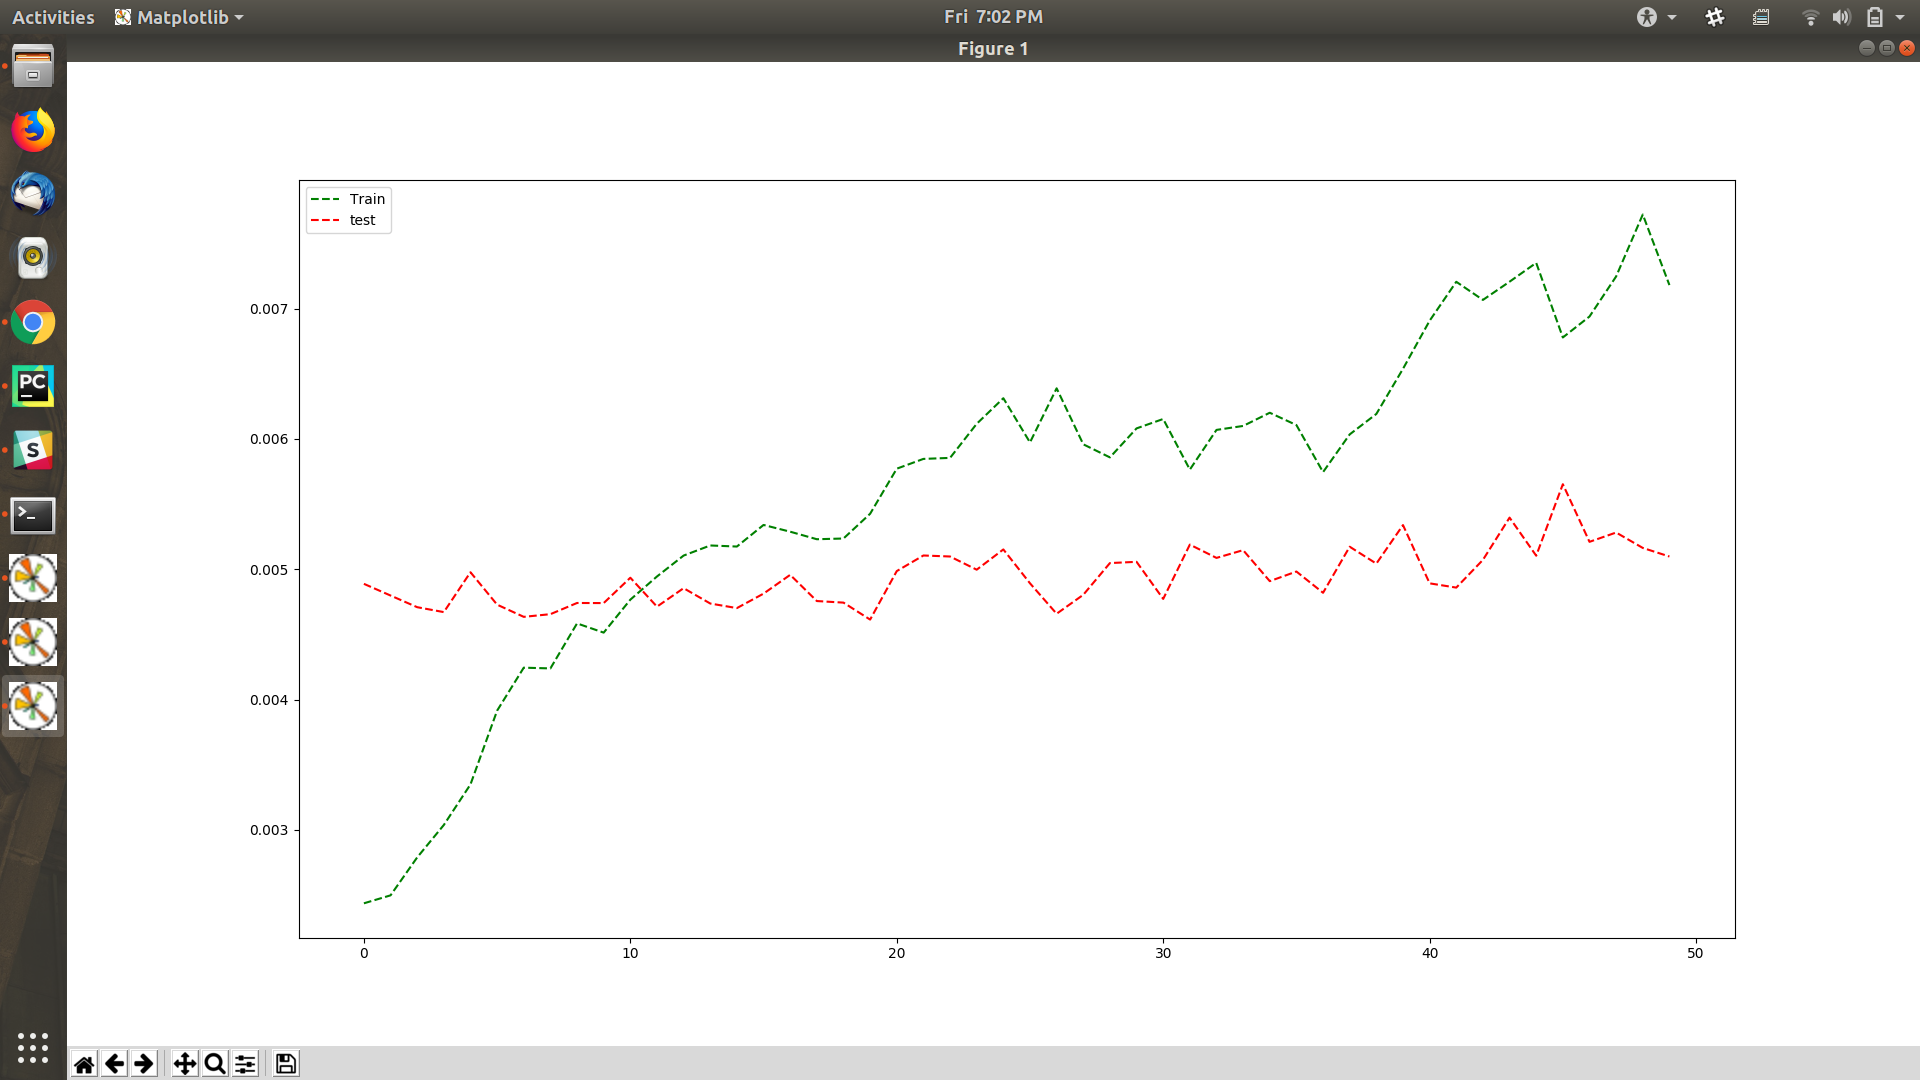 Activities Matplotlib Fri 7:02 PM
Figure 1
PC
S
>_
Train
test
0.007
0.006
0.005
0.004
0.003
0 10 20 30 40 50